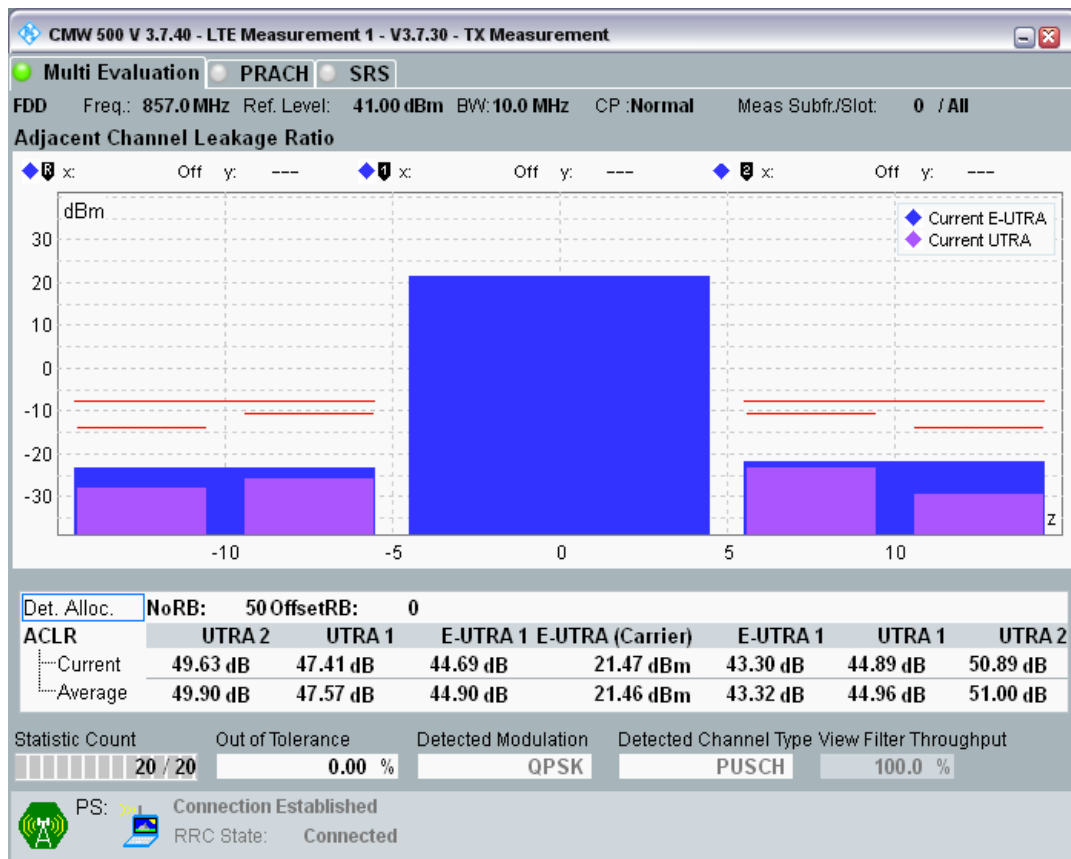 CMW 500 V 3.7.40 - LTE Measurement 1 - V3.7.30 - TX Measurement
Multi Evaluation PRACH SRS
FDD Freq.: 857.0 MHz Ref. Level: 41.00 dBm BW: 10.0 MHz CP :Normal Meas Subfr./Slot: 0 / All
Adjacent Channel Leakage Ratio
R x: Off y: --- 1 x: Off y: --- 2 x: Off y: ---
dBm
Current E-UTRA
Current UTRA
30
20
10
0
-10
-20
-30
z
-10 -5 0 5 10
Det. Alloc. NoRB: 50 OffsetRB: 0
ACLR UTRA 2 UTRA 1 E-UTRA 1 E-UTRA (Carrier) E-UTRA 1 UTRA 1 UTRA 2
Current 49.63 dB 47.41 dB 44.69 dB 21.47 dBm 43.30 dB 44.89 dB 50.89 dB
Average 49.90 dB 47.57 dB 44.90 dB 21.46 dBm 43.32 dB 44.96 dB 51.00 dB
Statistic Count Out of Tolerance Detected Modulation Detected Channel Type View Filter Throughput
20 / 20 0.00 % QPSK PUSCH 100.0 %
PS: Connection Established
RRC State: Connected